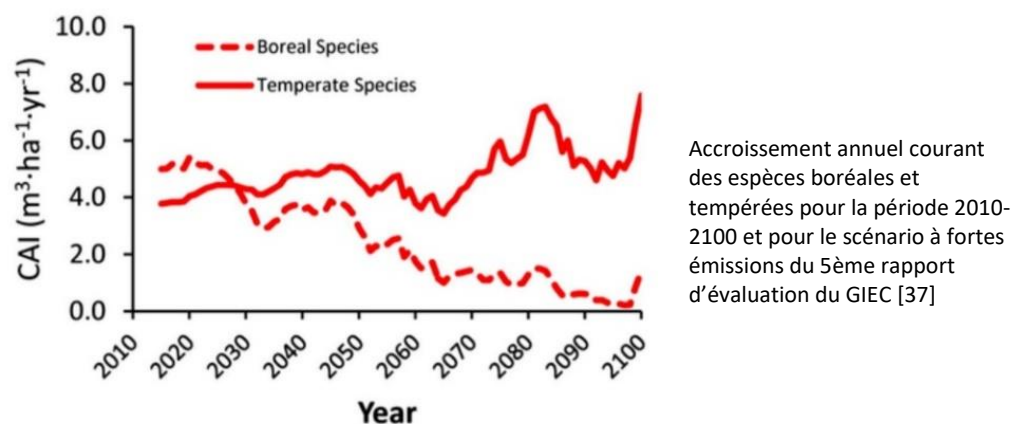 10.0
8.0
6.0
4.0
2.0
0.0
CAI (m³·ha⁻¹·yr⁻¹)
Boreal Species
Temperate Species
2010
2020
2030
2040
2050
2060
2070
2080
2090
2100
Year
Accroissement annuel courant
des espèces boréales et
tempérées pour la période 2010-
2100 et pour le scénario à fortes
émissions du 5ème rapport
d’évaluation du GIEC [37]